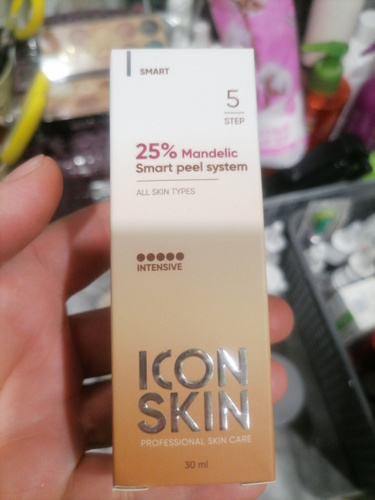 SMART
5
STEP
25% Mandelic
Smart peel system
ALL SKIN TYPES
INTENSIVE
ICON
SKIN
PROFESSIONAL SKIN CARE
30 ml